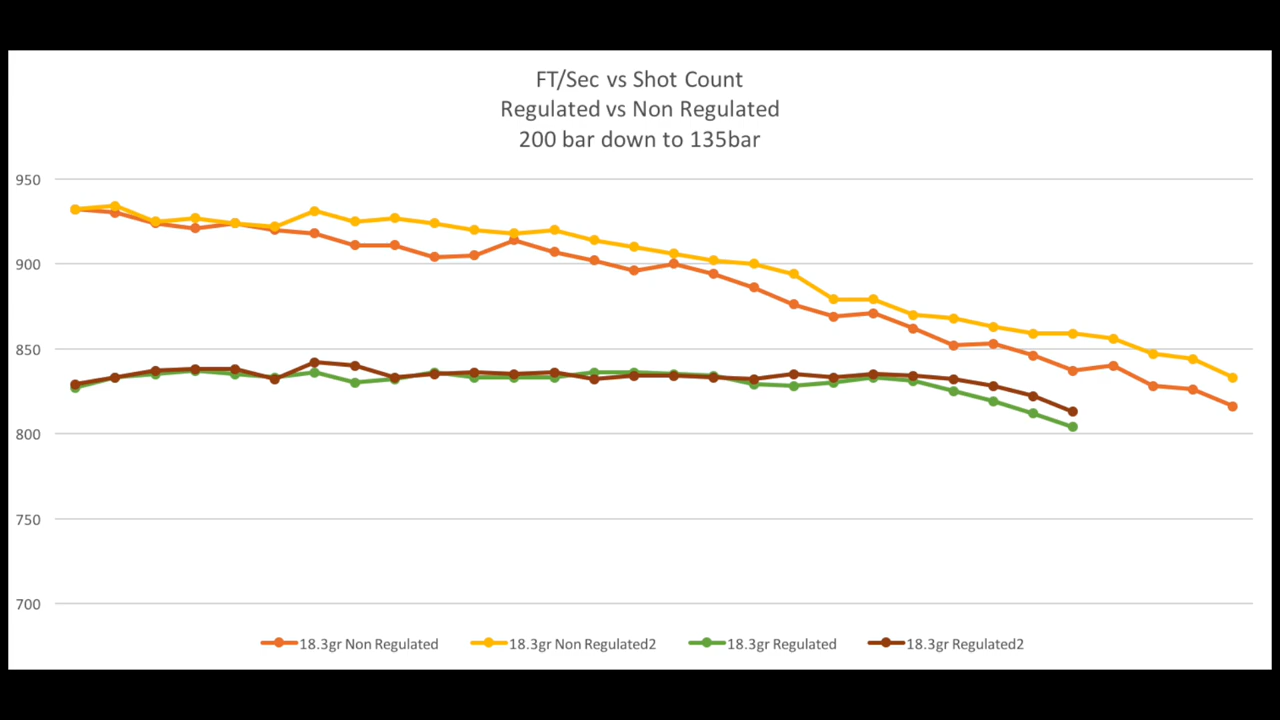 FT/Sec vs Shot Count
Regulated vs Non Regulated
200 bar down to 135bar
950
900
850
800
750
700
18.3gr Non Regulated
18.3gr Non Regulated2
18.3gr Regulated
18.3gr Regulated2